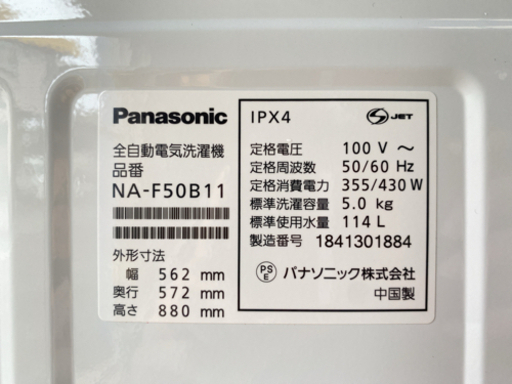 Panasonic
全自動電気洗濯機
品番
NA-F50B11
外形寸法
幅 562 mm
奥行 572 mm
高さ 880 mm
IPX4
S JET
定格電圧 100 V ～
定格周波数 50/60 Hz
定格消費電力 355/430 W
標準洗濯容量 5.0 kg
標準使用水量 114 L
製造番号 1841301884
PS E パナソニック株式会社
中国製